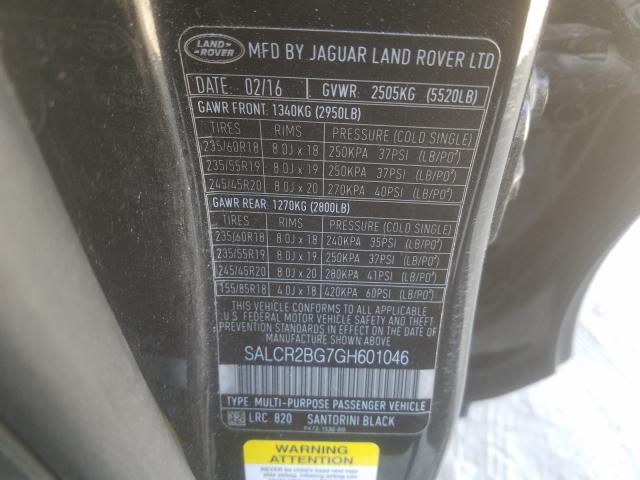 LAND ROVER
MFD BY JAGUAR LAND ROVER LTD
DATE: 02/16 GVWR: 2505KG (5520LB)
GAWR FRONT: 1340KG (2950LB)
TIRES RIMS PRESSURE (COLD SINGLE)
235/60R18 8.0J x 18 250KPA 37PSI (LB/PO²)
235/55R19 8.0J x 19 250KPA 37PSI (LB/PO²)
245/45R20 8.0J x 20 270KPA 40PSI (LB/PO²)
GAWR REAR: 1270KG (2800LB)
TIRES RIMS PRESSURE (COLD SINGLE)
235/60R18 8.0J x 18 240KPA 35PSI (LB/PO²)
235/55R19 8.0J x 19 250KPA 37PSI (LB/PO²)
245/45R20 8.0J x 20 280KPA 41PSI (LB/PO²)
155/85R18 4.0J x 18 420KPA 60PSI (LB/PO²)
THIS VEHICLE CONFORMS TO ALL APPLICABLE
U.S FEDERAL MOTOR VEHICLE SAFETY AND THEFT
PREVENTION STANDARDS IN EFFECT ON THE DATE OF
MANUFACTURE SHOWN ABOVE
SALCR2BG7GH601046
TYPE: MULTI-PURPOSE PASSENGER VEHICLE
LRC 820 SANTORINI BLACK
WARNING